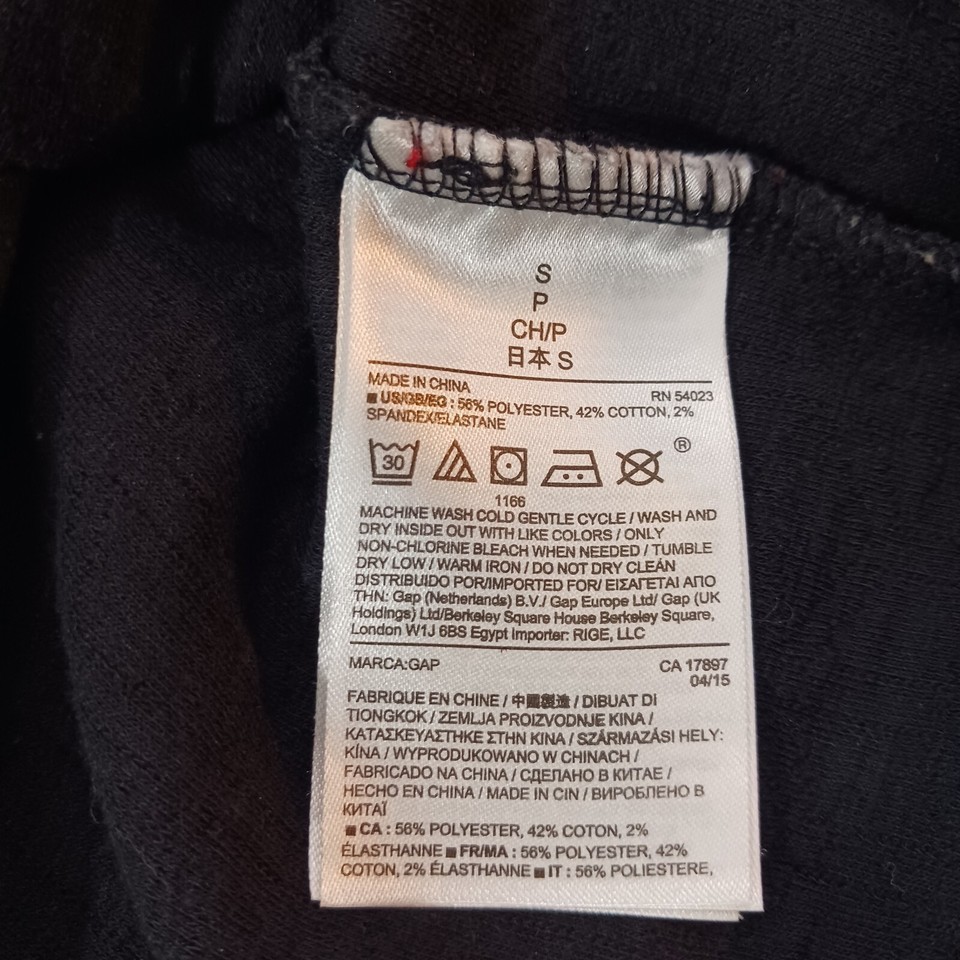 S
P
CH/P
日本 S
MADE IN CHINA
RN 54023
■ US/GB/EG : 56% POLYESTER, 42% COTTON, 2%
SPANDEX/ELASTANE
30
®
1166
MACHINE WASH COLD GENTLE CYCLE / WASH AND
DRY INSIDE OUT WITH LIKE COLORS / ONLY
NON-CHLORINE BLEACH WHEN NEEDED / TUMBLE
DRY LOW / WARM IRON / DO NOT DRY CLEAN
DISTRIBUIDO POR/IMPORTED FOR/ ΕΙΣΑΓΕΤΑΙ ΑΠΟ
ΤΗΝ: Gap (Netherlands) B.V./ Gap Europe Ltd/ Gap (UK
Holdings) Ltd/Berkeley Square House Berkeley Square,
London W1J 6BS Egypt Importer: RIGE, LLC
MARCA:GAP
CA 17897
04/15
FABRIQUE EN CHINE / 中國製造 / DIBUAT DI
TIONGKOK / ZEMLJA PROIZVODNJE KINA /
ΚΑΤΑΣΚΕΥΑΣΤΗΚΕ ΣΤΗΝ ΚΙΝΑ / SZÁRMAZÁSI HELY:
KÍNA / WYPRODUKOWANO W CHINACH /
FABRICADO NA CHINA / СДЕЛАНО В КИТАЕ /
HECHO EN CHINA / MADE IN CIN / ВИРОБЛЕНО В
КИТАЇ
■ CA : 56% POLYESTER, 42% COTON, 2%
ÉLASTHANNE ■ FR/MA : 56% POLYESTER, 42%
COTON, 2% ÉLASTHANNE ■ IT : 56% POLIESTERE,